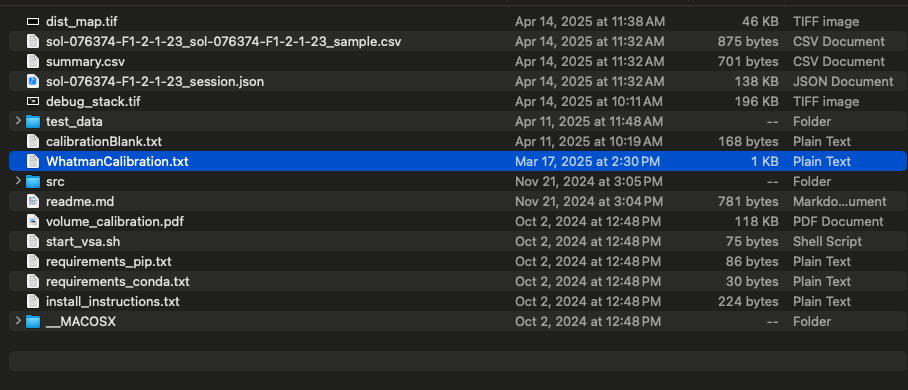 dist_map.tif Apr 14, 2025 at 11:38 AM 46 KB TIFF image
sol-076374-F1-2-1-23_sol-076374-F1-2-1-23_sample.csv Apr 14, 2025 at 11:32 AM 875 bytes CSV Document
summary.csv Apr 14, 2025 at 11:32 AM 701 bytes CSV Document
sol-076374-F1-2-1-23_session.json Apr 14, 2025 at 11:32 AM 138 KB JSON Document
debug_stack.tif Apr 14, 2025 at 10:11 AM 196 KB TIFF image
test_data Apr 11, 2025 at 11:48 AM -- Folder
calibrationBlank.txt Apr 11, 2025 at 10:19 AM 168 bytes Plain Text
WhatmanCalibration.txt Mar 17, 2025 at 2:30 PM 1 KB Plain Text
src Nov 21, 2024 at 3:05 PM -- Folder
readme.md Nov 21, 2024 at 3:04 PM 781 bytes Markdo...ument
volume_calibration.pdf Oct 2, 2024 at 12:48 PM 118 KB PDF Document
start_vsa.sh Oct 2, 2024 at 12:48 PM 75 bytes Shell Script
requirements_pip.txt Oct 2, 2024 at 12:48 PM 86 bytes Plain Text
requirements_conda.txt Oct 2, 2024 at 12:48 PM 30 bytes Plain Text
install_instructions.txt Oct 2, 2024 at 12:48 PM 224 bytes Plain Text
__MACOSX Oct 2, 2024 at 12:48 PM -- Folder